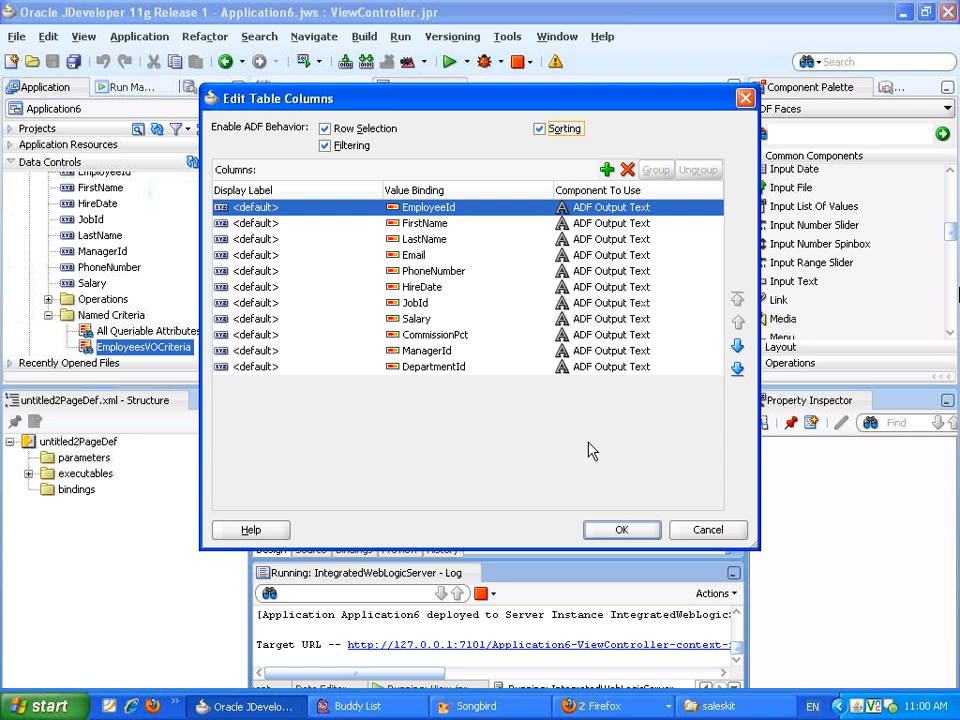 Oracle JDeveloper 11g Release 1 - Application6.jws : ViewController.jpr
File Edit View Application Refactor Search Navigate Build Run Versioning Tools Window Help
Search
Application
Run Ma...
Component Palette
Application6
ADF Faces
Projects
Application Resources
Data Controls
EmployeeId
FirstName
HireDate
JobId
LastName
ManagerId
PhoneNumber
Salary
Operations
Named Criteria
All Queriable Attributes
EmployeesVOCriteria
Recently Opened Files
untitled2PageDef.xml - Structure
untitled2PageDef
parameters
executables
bindings
Edit Table Columns
Enable ADF Behavior:
Row Selection
Sorting
Filtering
Columns:
Group
Ungroup
Display Label Value Binding Component To Use
<default> EmployeeId ADF Output Text
<default> FirstName ADF Output Text
<default> LastName ADF Output Text
<default> Email ADF Output Text
<default> PhoneNumber ADF Output Text
<default> HireDate ADF Output Text
<default> JobId ADF Output Text
<default> Salary ADF Output Text
<default> CommissionPct ADF Output Text
<default> ManagerId ADF Output Text
<default> DepartmentId ADF Output Text
Help
OK
Cancel
Common Components
Input Date
Input File
Input List Of Values
Input Number Slider
Input Number Spinbox
Input Range Slider
Input Text
Link
Media
Menu
Layout
Operations
Property Inspector
Find
Design Source Bindings Preview History
Running: IntegratedWebLogicServer - Log
Actions
[Application Application6 deployed to Server Instance IntegratedWebLogic
Target URL -- http://127.0.0.1:7101/Application6-ViewController-context-
start
Oracle JDevelo...
Buddy List
Songbird
2 Firefox
saleskit
EN
11:00 AM